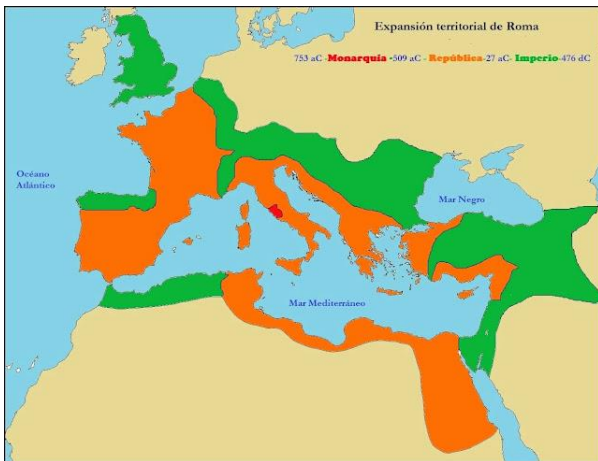 Expansión territorial de Roma
753 aC -Monarquía -509 aC - República-27 aC- Imperio-476 dC
Océano
Atlántico
Mar Negro
Mar Mediterráneo